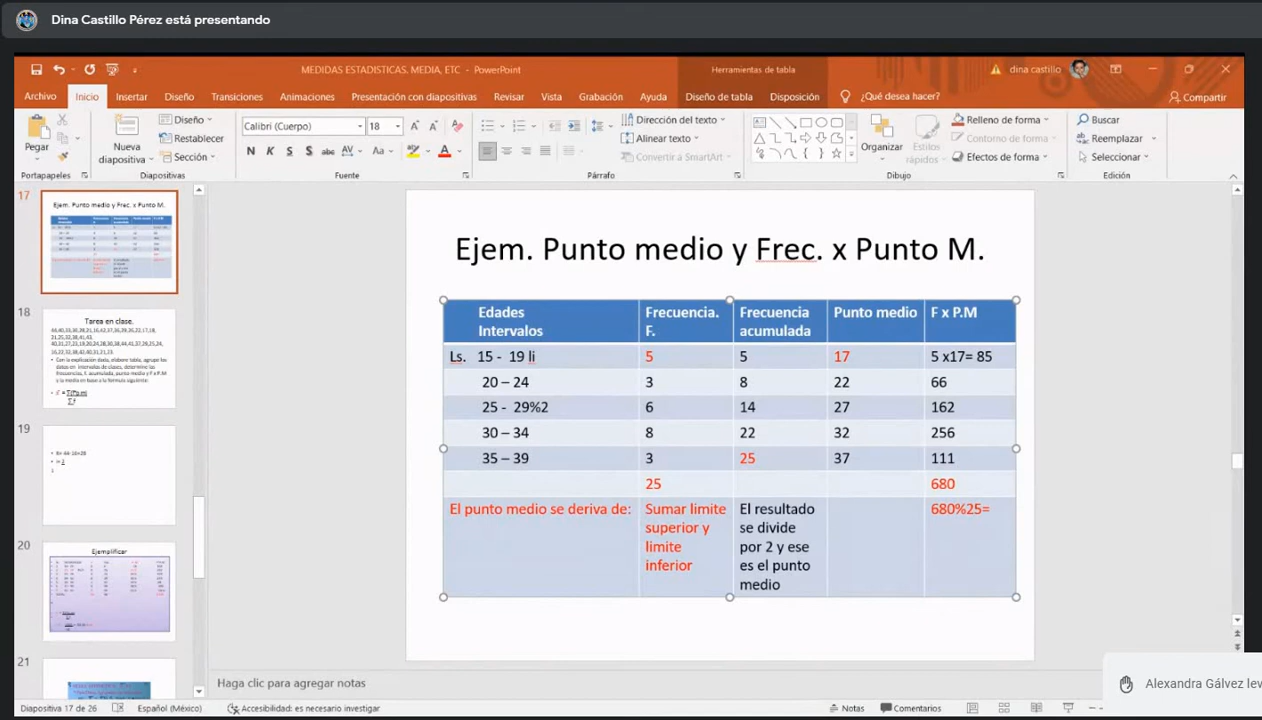 Dina Castillo Pérez está presentando
MEDIDAS ESTADISTICAS. MEDIA, ETC - PowerPoint
Herramientas de tabla
dina castillo
Archivo Inicio Insertar Diseño Transiciones Animaciones Presentación con diapositivas Revisar Vista Grabación Ayuda Diseño de tabla Disposición ¿Qué desea hacer? Compartir
Pegar
Nueva diapositiva
Diseño
Restablecer
Sección
Calibri (Cuerpo) 18
N K S S abc AV Aa A
Dirección del texto
Alinear texto
Convertir a SmartArt
Organizar
Estilos rápidos
Relleno de forma
Contorno de forma
Efectos de forma
Buscar
Reemplazar
Seleccionar
Portapapeles Diapositivas Fuente Párrafo Dibujo Edición
17
Ejem. Punto medio y Frec. x Punto M.
18
Tarea en clase.
19
20
Ejemplificar
21
Ejem. Punto medio y Frec. x Punto M.
Edades Intervalos Frecuencia. F. Frecuencia acumulada Punto medio F x P.M
Ls. 15 - 19 li 5 5 17 5 x17= 85
20 – 24 3 8 22 66
25 - 29%2 6 14 27 162
30 – 34 8 22 32 256
35 – 39 3 25 37 111
25 680
El punto medio se deriva de: Sumar limite superior y limite inferior El resultado se divide por 2 y ese es el punto medio 680%25=
Haga clic para agregar notas
Alexandra Gálvez lev
Diapositiva 17 de 26 Español (México) Accesibilidad: es necesario investigar Notas Comentarios